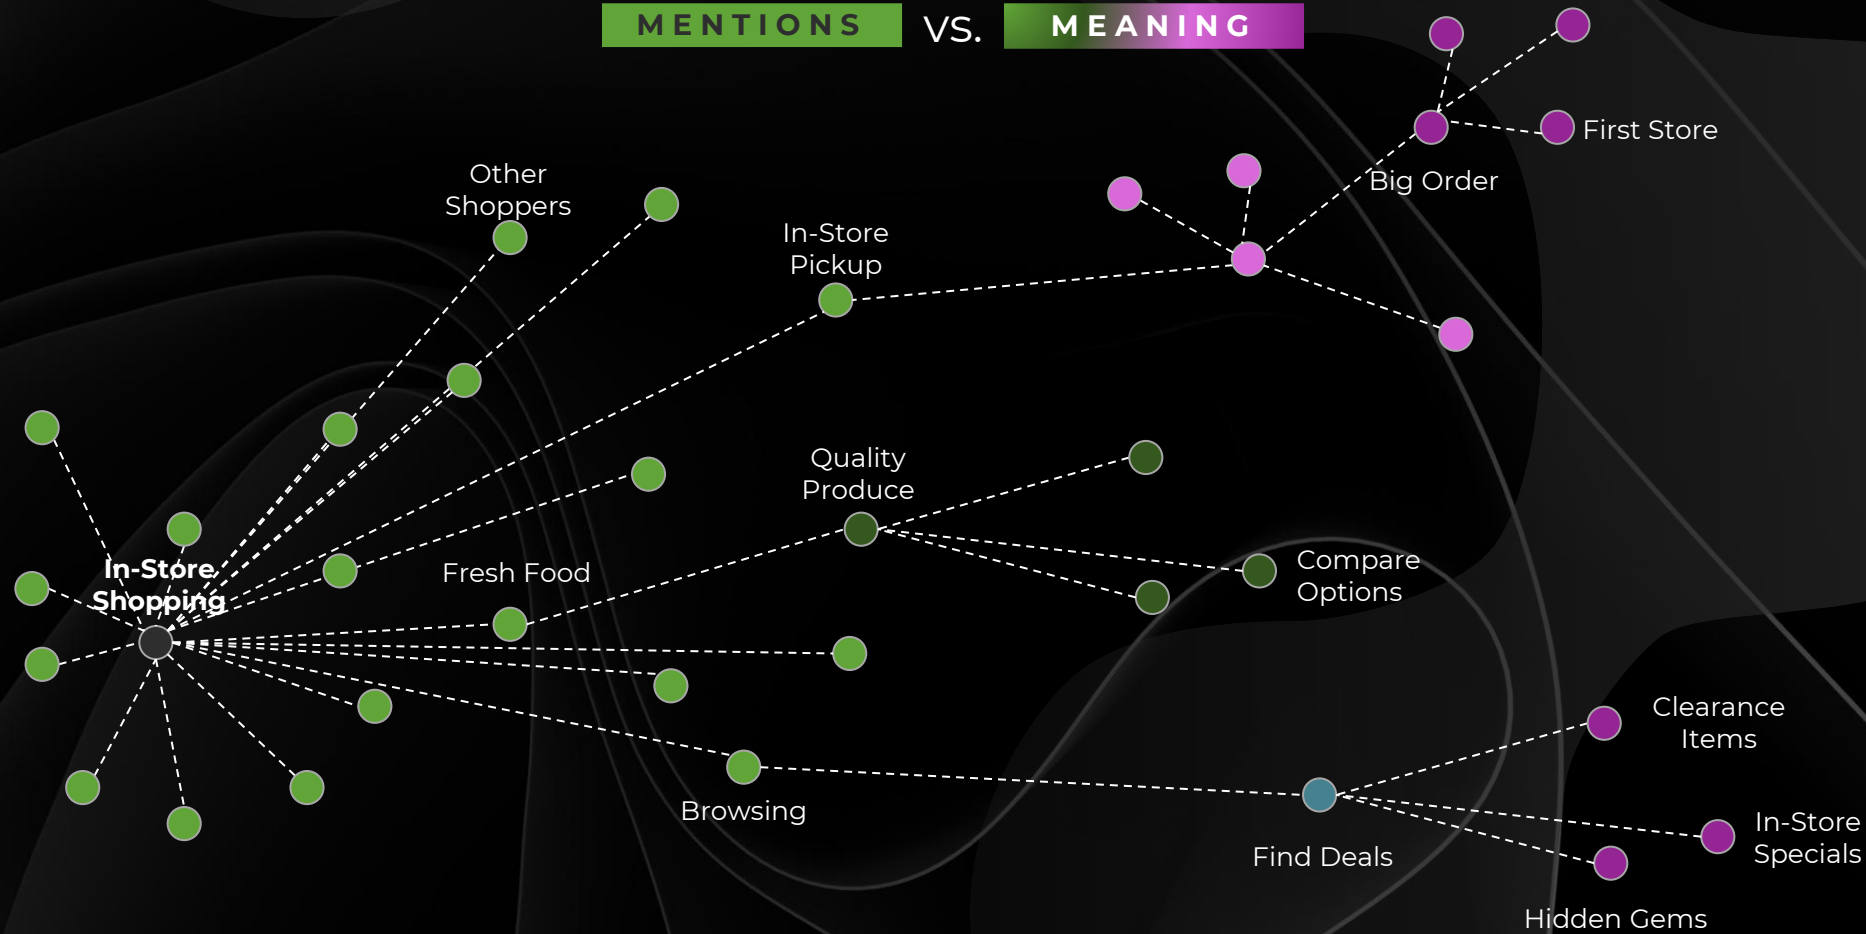 MENTIONS VS. MEANING
First Store
Big Order
Other
Shoppers
In-Store
Pickup
Quality
Produce
In-Store
Shopping
Fresh Food
Compare
Options
Browsing
Find Deals
Clearance
Items
In-Store
Specials
Hidden Gems